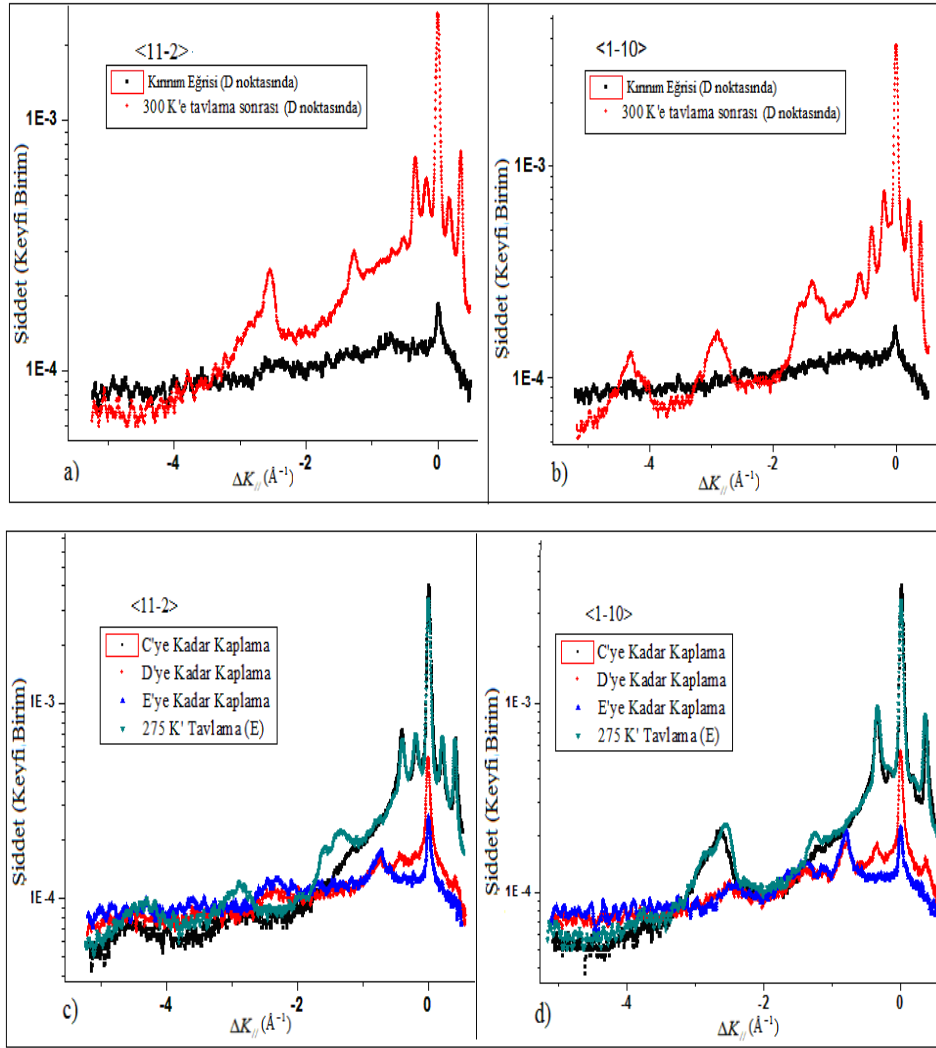 <11-2>
Kırınım Eğrisi (D noktasında)
300 K'e tavlama sonrası (D noktasında)
Şiddet (Keyfi Birim)
1E-3
1E-4
-4
-2
0
a)
ΔK// (Å⁻¹)
<1-10>
Kırınım Eğrisi (D noktasında)
300 K'e tavlama sonrası (D noktasında)
Şiddet (Keyfi Birim)
1E-3
1E-4
-4
-2
0
b)
ΔK// (Å⁻¹)
<11-2>
C'ye Kadar Kaplama
D'ye Kadar Kaplama
E'ye Kadar Kaplama
275 K' Tavlama (E)
Şiddet (Keyfi Birim)
1E-3
1E-4
-4
-2
0
c)
ΔK// (Å⁻¹)
<1-10>
C'ye Kadar Kaplama
D'ye Kadar Kaplama
E'ye Kadar Kaplama
275 K' Tavlama (E)
Şiddet (Keyfi Birim)
1E-3
1E-4
-4
-2
0
d)
ΔK// (Å⁻¹)